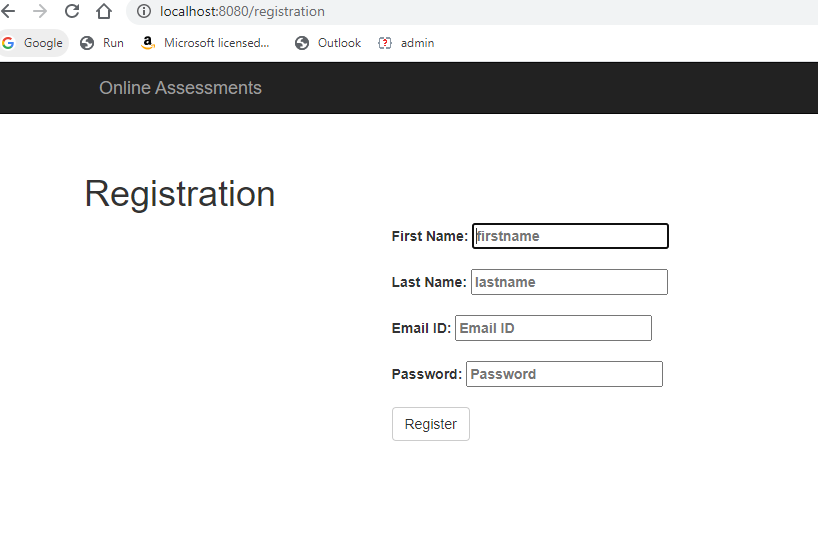 localhost:8080/registration
Google Run Microsoft licensed... Outlook admin
Online Assessments
Registration
First Name: firstname
Last Name: lastname
Email ID: Email ID
Password: Password
Register